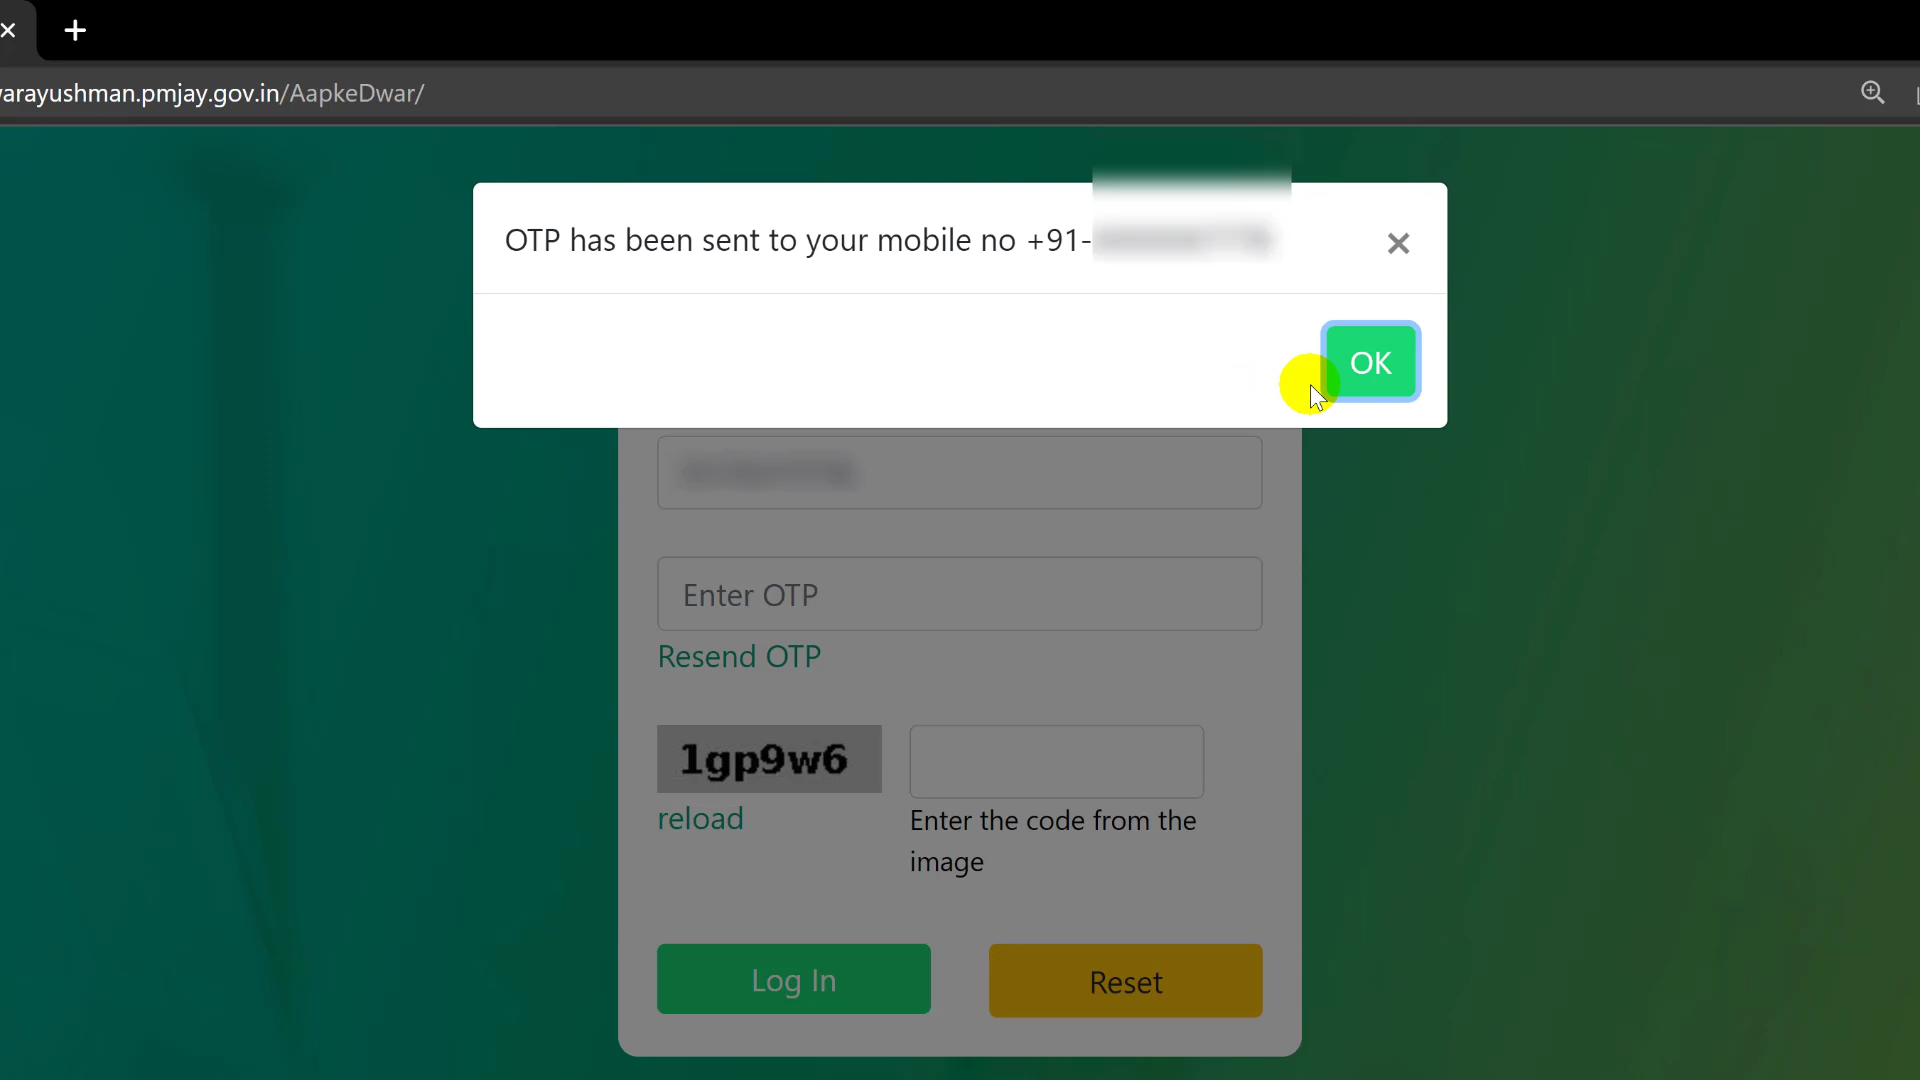 arayushman.pmjay.gov.in/AapkeDwar/
OTP has been sent to your mobile no +91-
OK
Enter OTP
Resend OTP
1gp9w6
reload
Enter the code from the
image
Log In
Reset